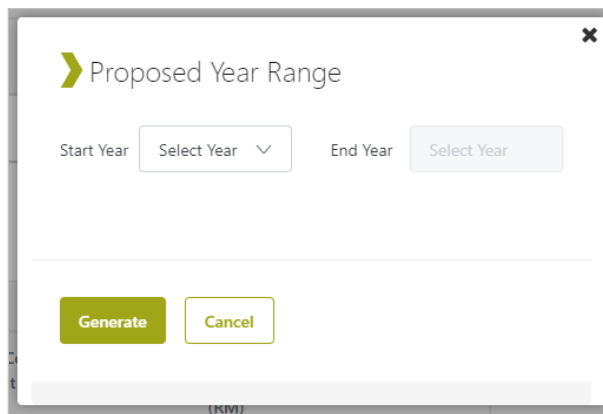 Proposed Year Range
Start Year Select Year End Year Select Year
Generate Cancel
(RM)